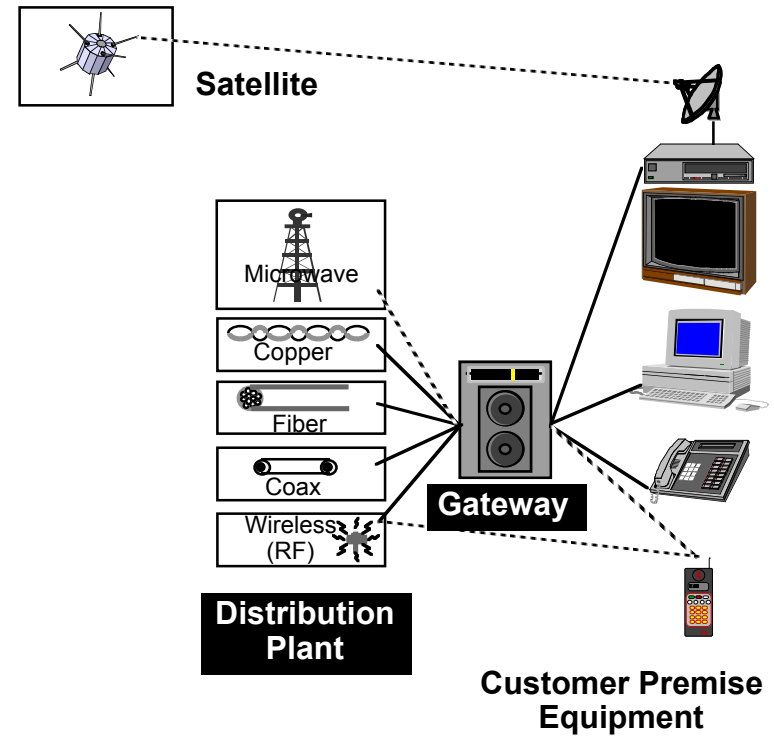 Satellite
Microwave
Copper
Fiber
Coax
Wireless
(RF)
Gateway
Distribution
Plant
Customer Premise
Equipment